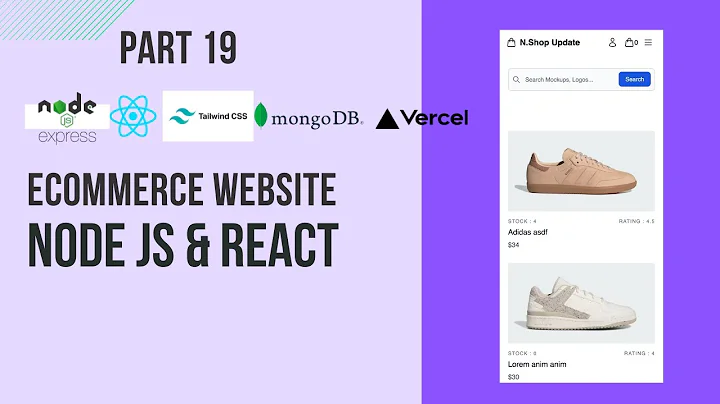 PART 19
node
JS
express
Tailwind CSS
mongoDB®
Vercel
ECOMMERCE WEBSITE
NODE JS & REACT
N.Shop Update
0
Search Mockups, Logos...
Search
STOCK : 4 RATING : 4.5
Adidas asdf
$34
STOCK : 0 RATING : 4
Lorem anim anim
$30